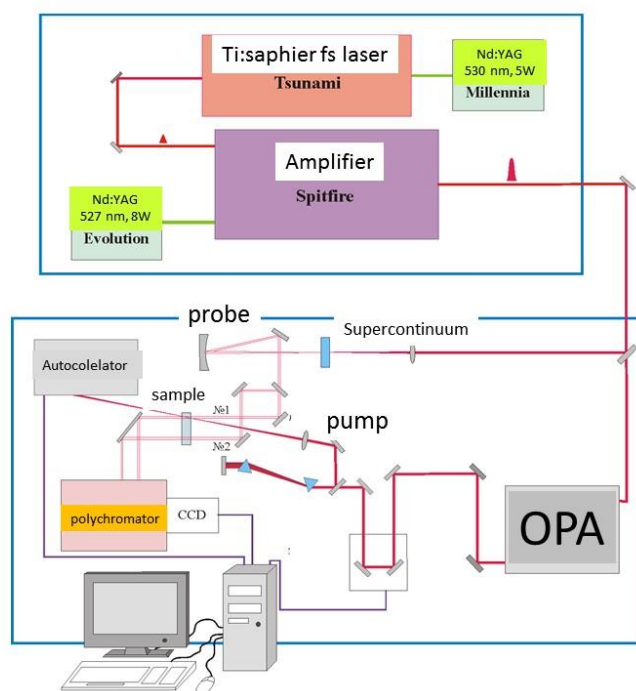 Ti:saphier fs laser
Tsunami
Nd:YAG
530 nm, 5W
Millennia
Amplifier
Spitfire
Nd:YAG
527 nm, 8W
Evolution
probe
Supercontinuum
Autocolelator
sample
№1
pump
№2
polychromator
CCD
OPA